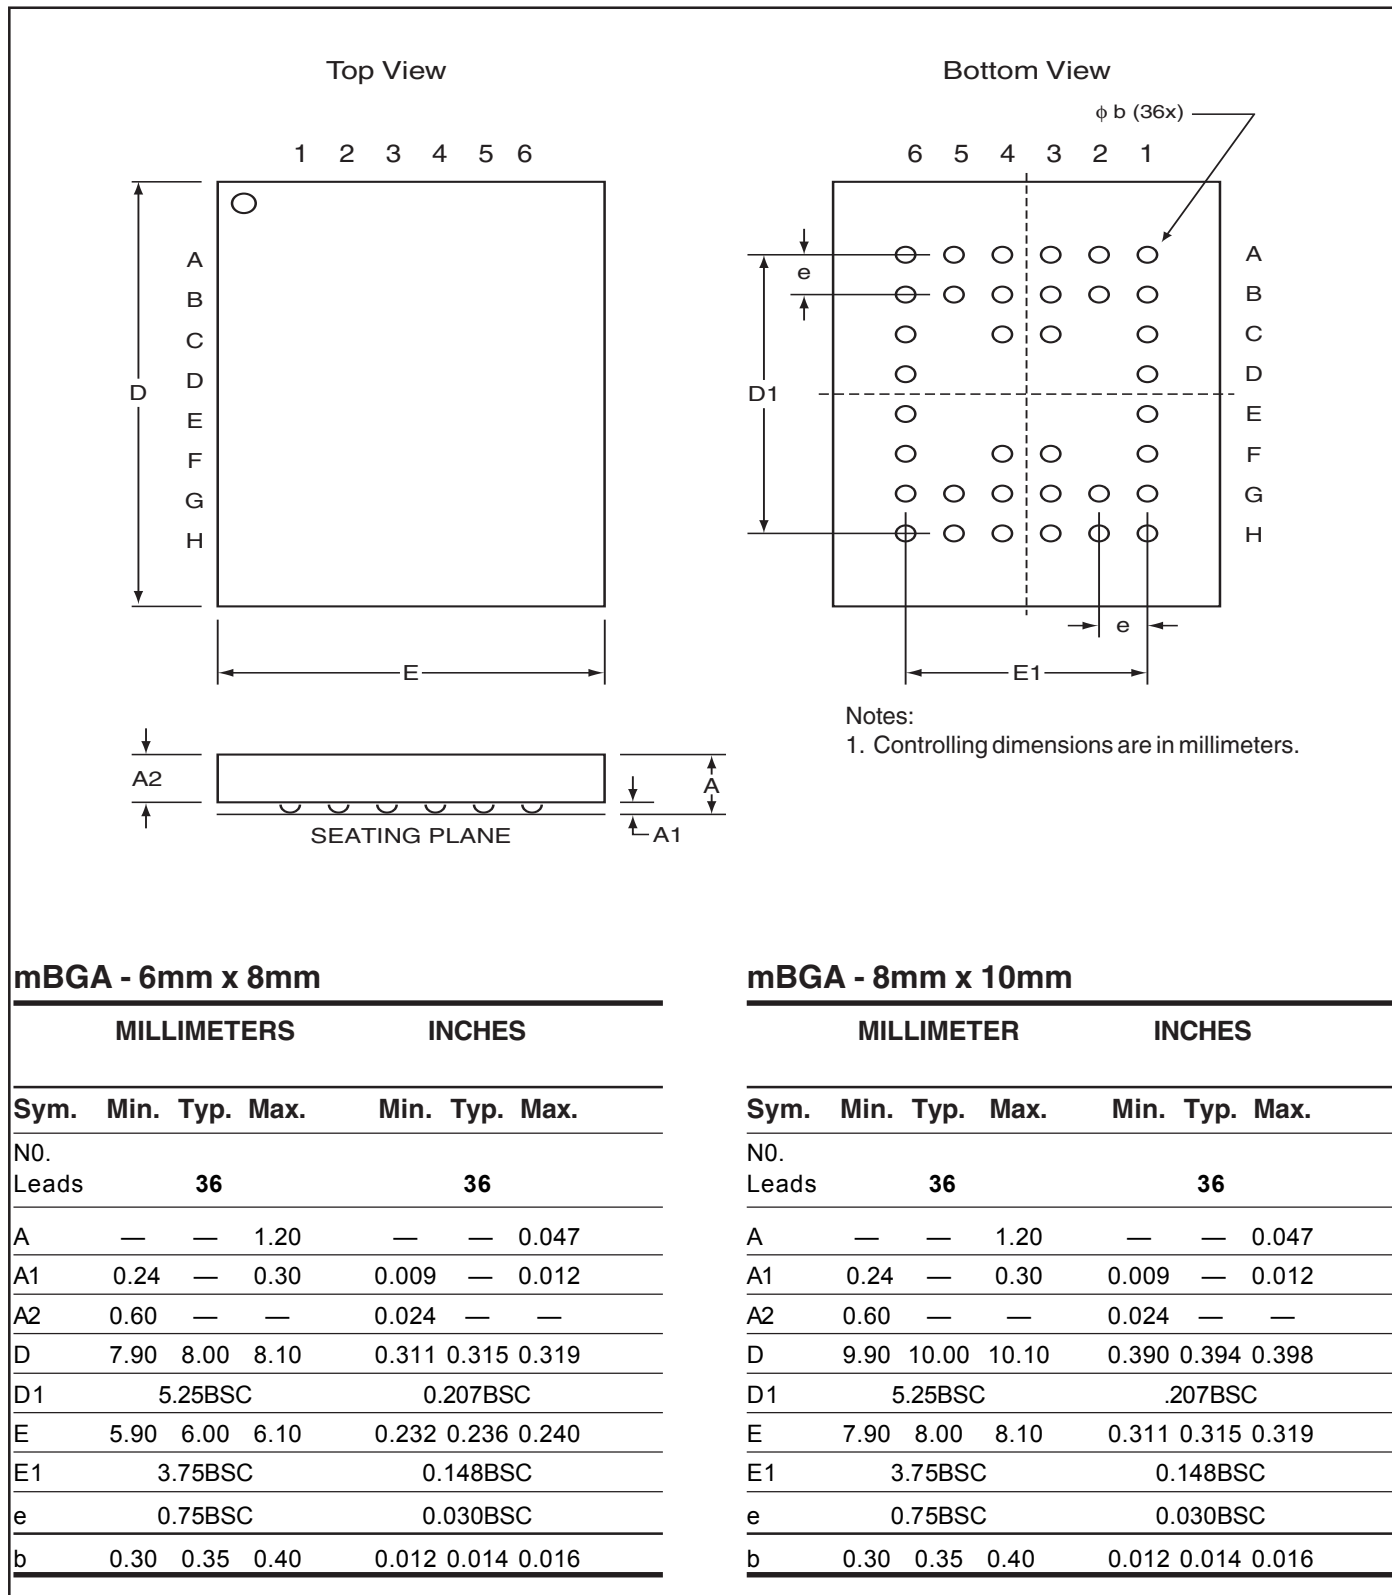 Top View
Bottom View
ϕ b (36x)
1 2 3 4 5 6
6 5 4 3 2 1
A
B
C
D
E
F
G
H
D
E
e
D1
A
B
C
D
E
F
G
H
e
E1
Notes:
1. Controlling dimensions are in millimeters.
A2
A
A1
SEATING PLANE
mBGA - 6mm x 8mm
MILLIMETERS INCHES
Sym. Min. Typ. Max. Min. Typ. Max.
N0.
Leads 36 36
A — — 1.20 — — 0.047
A1 0.24 — 0.30 0.009 — 0.012
A2 0.60 — — 0.024 — —
D 7.90 8.00 8.10 0.311 0.315 0.319
D1 5.25BSC 0.207BSC
E 5.90 6.00 6.10 0.232 0.236 0.240
E1 3.75BSC 0.148BSC
e 0.75BSC 0.030BSC
b 0.30 0.35 0.40 0.012 0.014 0.016
mBGA - 8mm x 10mm
MILLIMETER INCHES
Sym. Min. Typ. Max. Min. Typ. Max.
N0.
Leads 36 36
A — — 1.20 — — 0.047
A1 0.24 — 0.30 0.009 — 0.012
A2 0.60 — — 0.024 — —
D 9.90 10.00 10.10 0.390 0.394 0.398
D1 5.25BSC .207BSC
E 7.90 8.00 8.10 0.311 0.315 0.319
E1 3.75BSC 0.148BSC
e 0.75BSC 0.030BSC
b 0.30 0.35 0.40 0.012 0.014 0.016